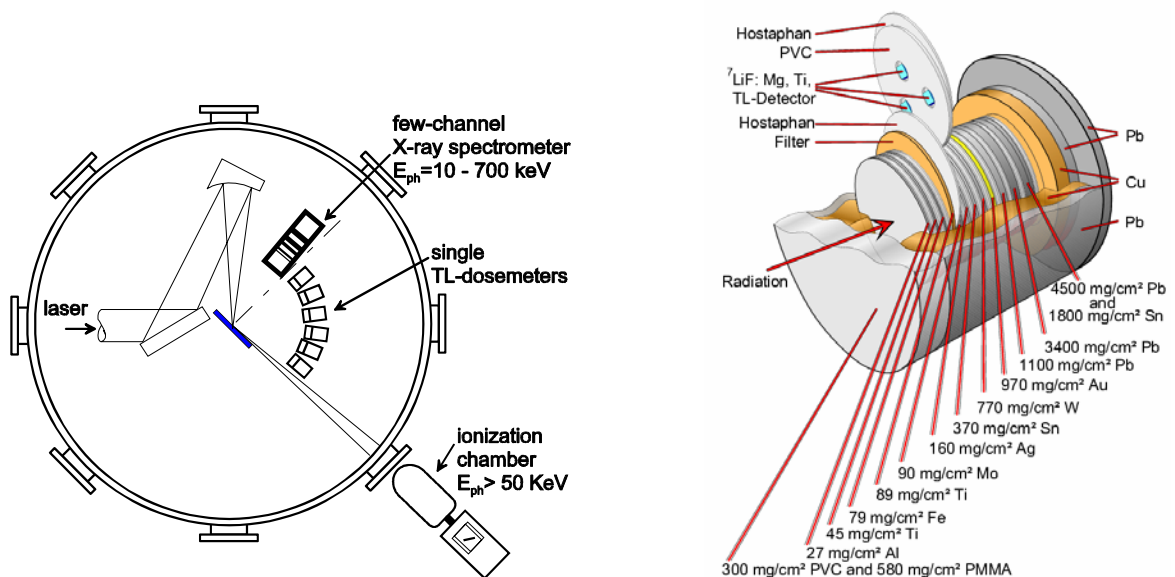 few-channel
X-ray spectrometer
Eₚₕ=10 - 700 keV
single
TL-dosemeters
laser
ionization
chamber
Eₚₕ> 50 KeV
Hostaphan
PVC
⁷LiF: Mg, Ti,
TL-Detector
Hostaphan
Filter
Pb
Cu
Pb
Radiation
4500 mg/cm² Pb
and
1800 mg/cm² Sn
3400 mg/cm² Pb
1100 mg/cm² Pb
970 mg/cm² Au
770 mg/cm² W
370 mg/cm² Sn
160 mg/cm² Ag
90 mg/cm² Mo
89 mg/cm² Ti
79 mg/cm² Fe
45 mg/cm² Ti
27 mg/cm² Al
300 mg/cm² PVC and 580 mg/cm² PMMA